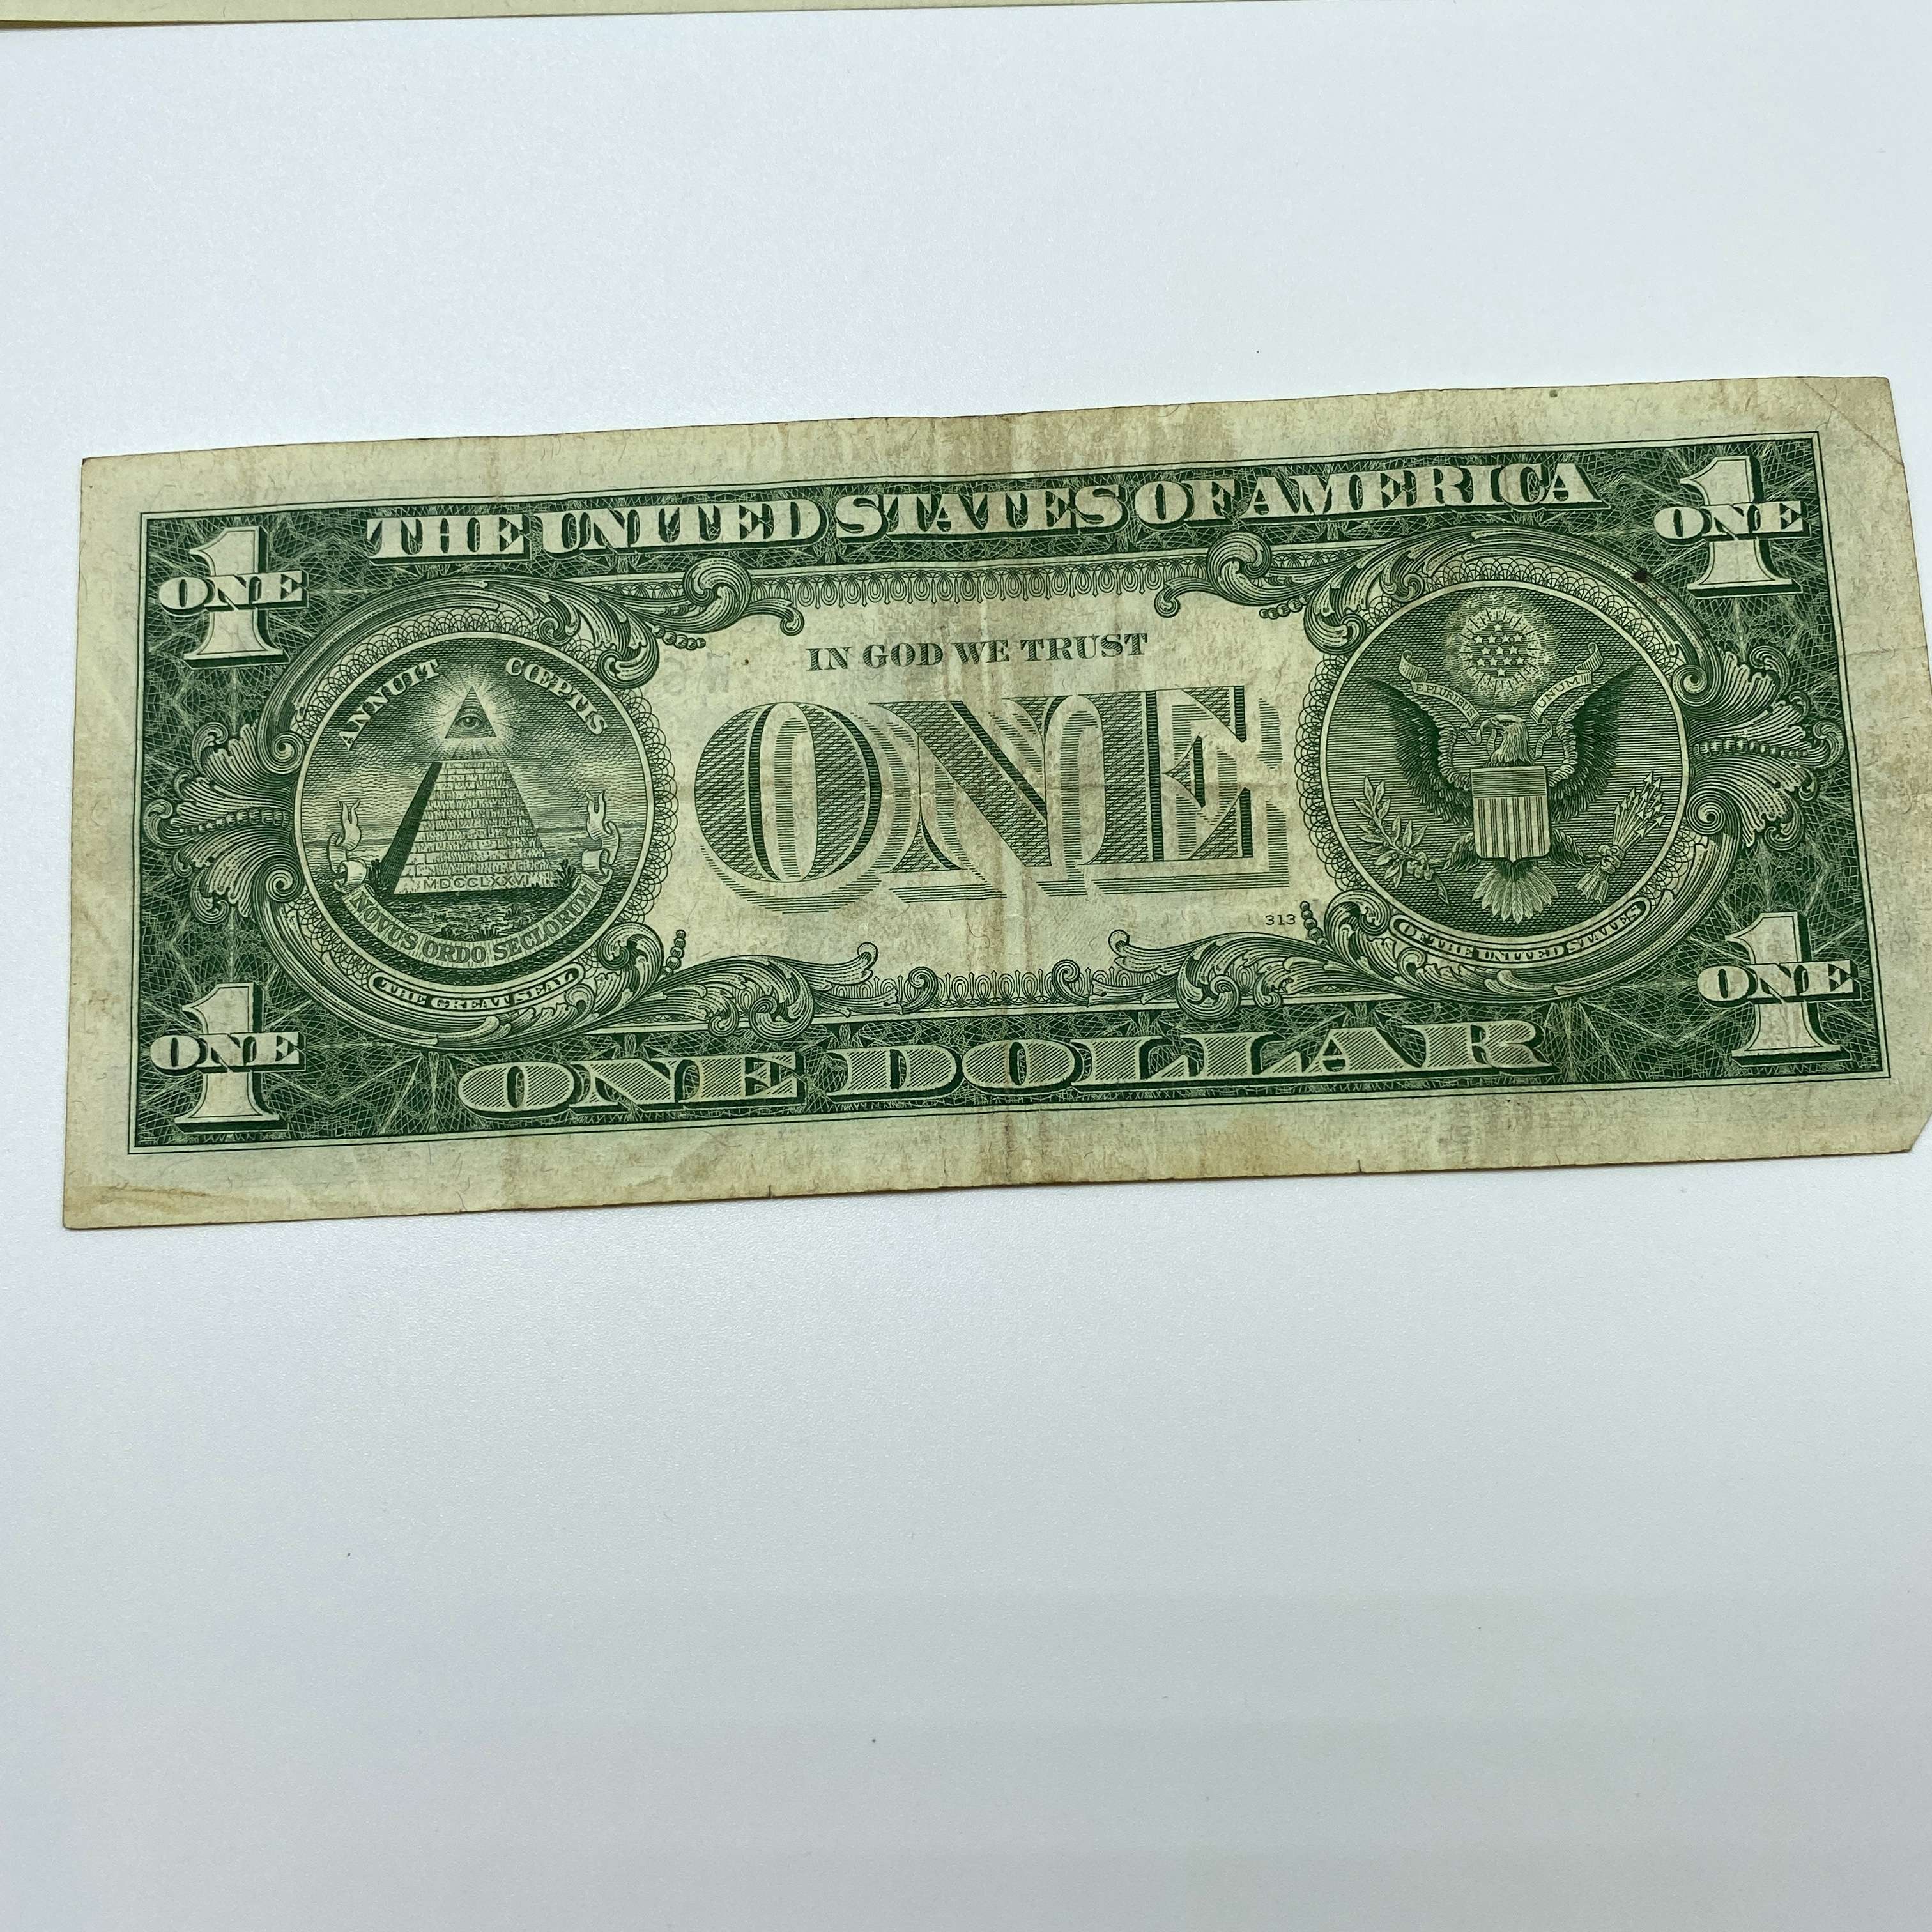 THE UNITED STATES OF AMERICA
1
ONE
1
ONE
ANNUIT CŒPTIS
IN GOD WE TRUST
E PLURIBUS UNUM
ONE
MDCCLXXVI
NOVUS ORDO SECLORUM
THE GREAT SEAL
313
OF THE UNITED STATES
1
ONE
1
ONE
ONE DOLLAR